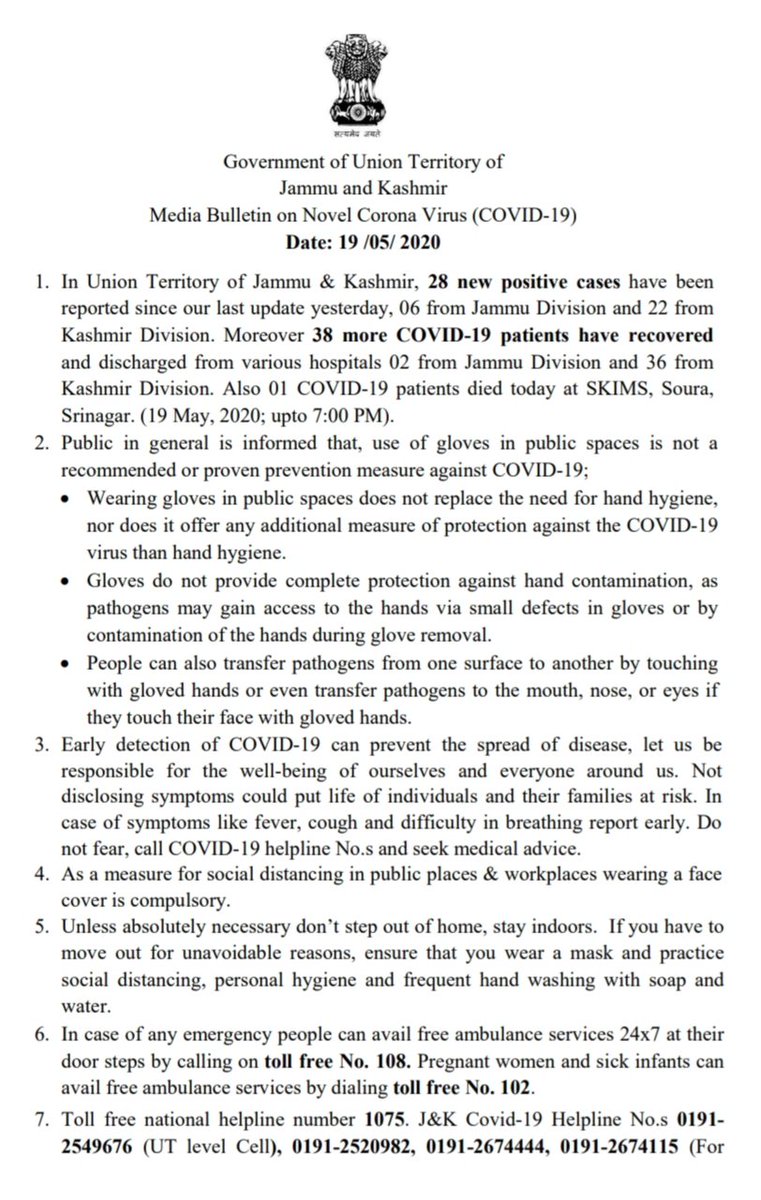 सत्यमेव जयते
Government of Union Territory of
Jammu and Kashmir
Media Bulletin on Novel Corona Virus (COVID-19)
Date: 19 /05/ 2020
1. In Union Territory of Jammu & Kashmir, 28 new positive cases have been
reported since our last update yesterday, 06 from Jammu Division and 22 from
Kashmir Division. Moreover 38 more COVID-19 patients have recovered
and discharged from various hospitals 02 from Jammu Division and 36 from
Kashmir Division. Also 01 COVID-19 patients died today at SKIMS, Soura,
Srinagar. (19 May, 2020; upto 7:00 PM).
2. Public in general is informed that, use of gloves in public spaces is not a
recommended or proven prevention measure against COVID-19;
• Wearing gloves in public spaces does not replace the need for hand hygiene,
nor does it offer any additional measure of protection against the COVID-19
virus than hand hygiene.
• Gloves do not provide complete protection against hand contamination, as
pathogens may gain access to the hands via small defects in gloves or by
contamination of the hands during glove removal.
• People can also transfer pathogens from one surface to another by touching
with gloved hands or even transfer pathogens to the mouth, nose, or eyes if
they touch their face with gloved hands.
3. Early detection of COVID-19 can prevent the spread of disease, let us be
responsible for the well-being of ourselves and everyone around us. Not
disclosing symptoms could put life of individuals and their families at risk. In
case of symptoms like fever, cough and difficulty in breathing report early. Do
not fear, call COVID-19 helpline No.s and seek medical advice.
4. As a measure for social distancing in public places & workplaces wearing a face
cover is compulsory.
5. Unless absolutely necessary don’t step out of home, stay indoors. If you have to
move out for unavoidable reasons, ensure that you wear a mask and practice
social distancing, personal hygiene and frequent hand washing with soap and
water.
6. In case of any emergency people can avail free ambulance services 24x7 at their
door steps by calling on toll free No. 108. Pregnant women and sick infants can
avail free ambulance services by dialing toll free No. 102.
7. Toll free national helpline number 1075. J&K Covid-19 Helpline No.s 0191-
2549676 (UT level Cell), 0191-2520982, 0191-2674444, 0191-2674115 (For